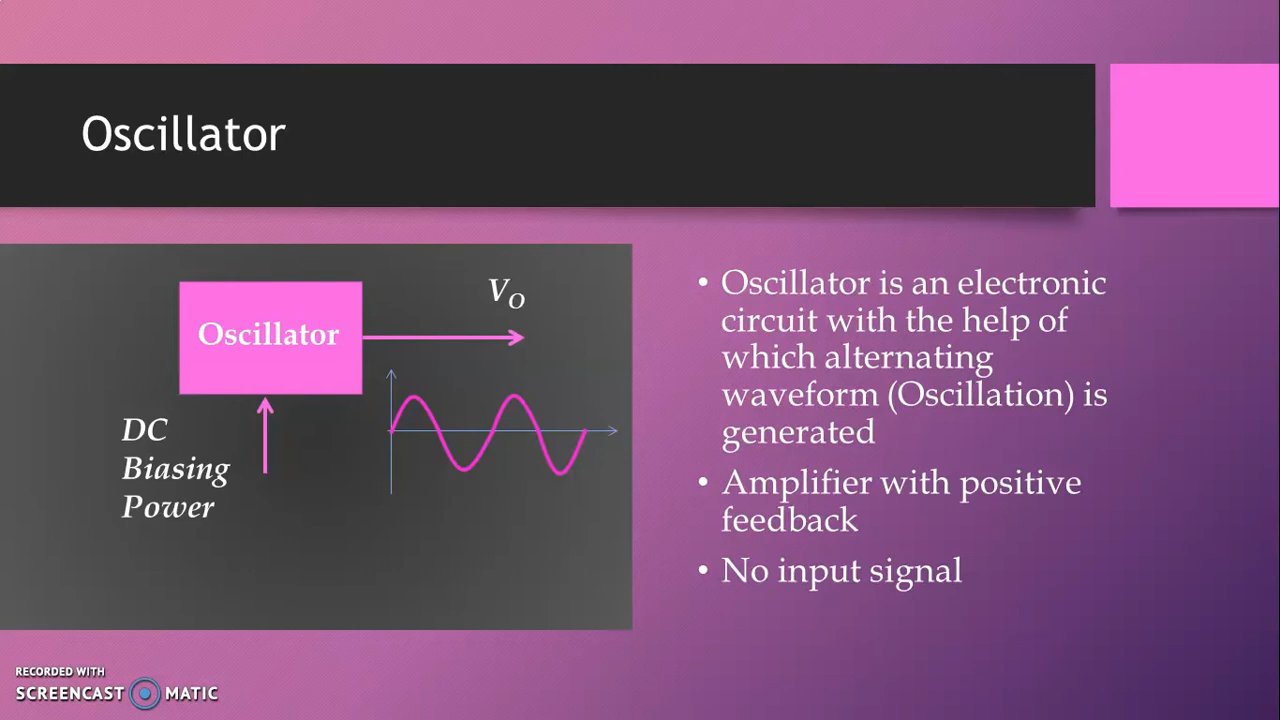 Oscillator
Oscillator
V_O
DC
Biasing
Power
• Oscillator is an electronic
circuit with the help of
which alternating
waveform (Oscillation) is
generated
• Amplifier with positive
feedback
• No input signal
RECORDED WITH
SCREENCAST MATIC